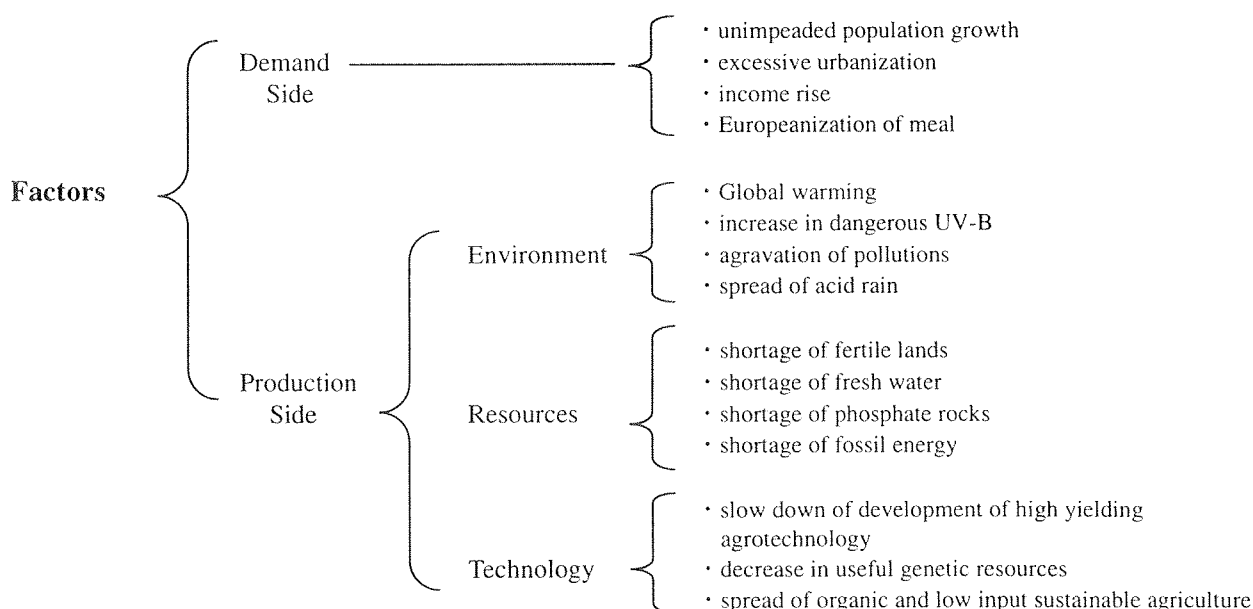 Factors
Demand
Side
・unimpeaded population growth
・excessive urbanization
・income rise
・Europeanization of meal
Production
Side
Environment
・Global warming
・increase in dangerous UV-B
・agravation of pollutions
・spread of acid rain
Resources
・shortage of fertile lands
・shortage of fresh water
・shortage of phosphate rocks
・shortage of fossil energy
Technology
・slow down of development of high yielding
agrotechnology
・decrease in useful genetic resources
・spread of organic and low input sustainable agriculture